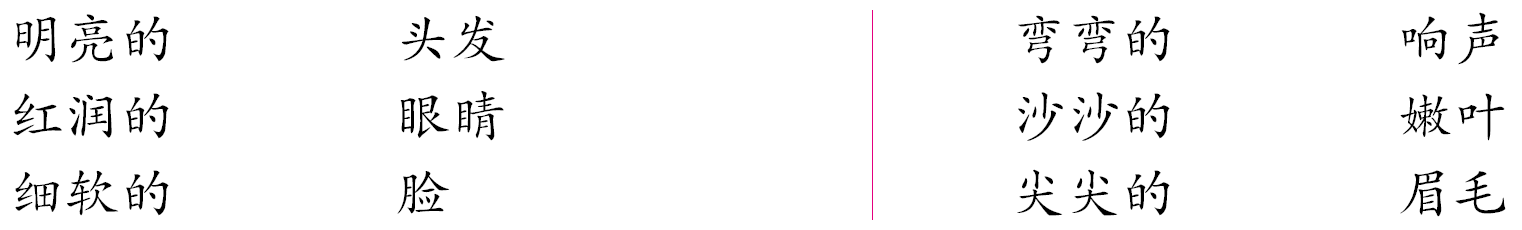 明亮的 头发 弯弯的 响声
红润的 眼睛 沙沙的 嫩叶
细软的 脸 尖尖的 眉毛